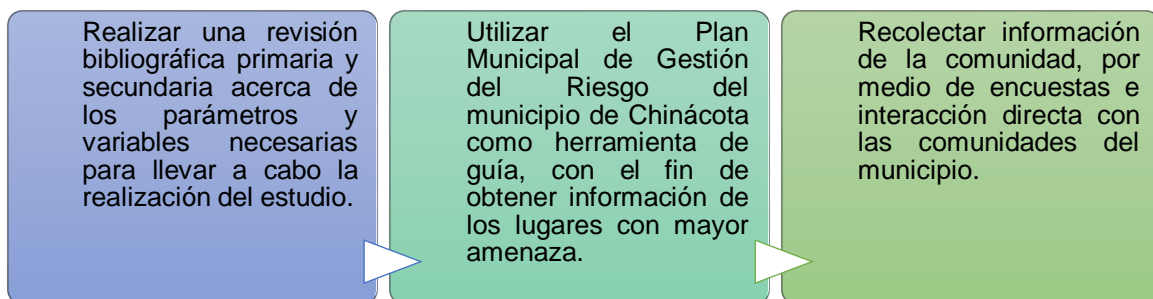 Realizar una revisión
bibliográfica primaria y
secundaria acerca de
los parámetros y
variables necesarias
para llevar a cabo la
realización del estudio.
Utilizar el Plan
Municipal de Gestión
del Riesgo del
municipio de Chinácota
como herramienta de
guía, con el fin de
obtener información de
los lugares con mayor
amenaza.
Recolectar información
de la comunidad, por
medio de encuestas e
interacción directa con
las comunidades del
municipio.